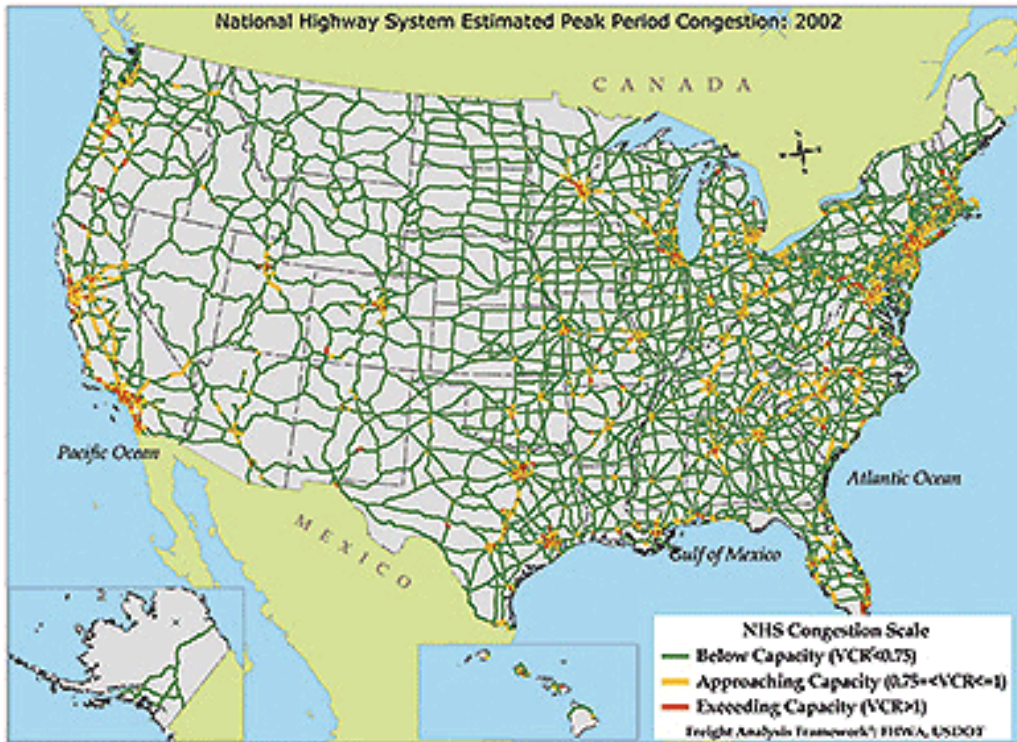 National Highway System Estimated Peak Period Congestion: 2002
CANADA
Pacific Ocean
Atlantic Ocean
MEXICO
Gulf of Mexico
NHS Congestion Scale
Below Capacity (VCR<0.75)
Approaching Capacity (0.75=<VCR<=1)
Exceeding Capacity (VCR>1)
Freight Analysis Framework, FHWA, USDOT